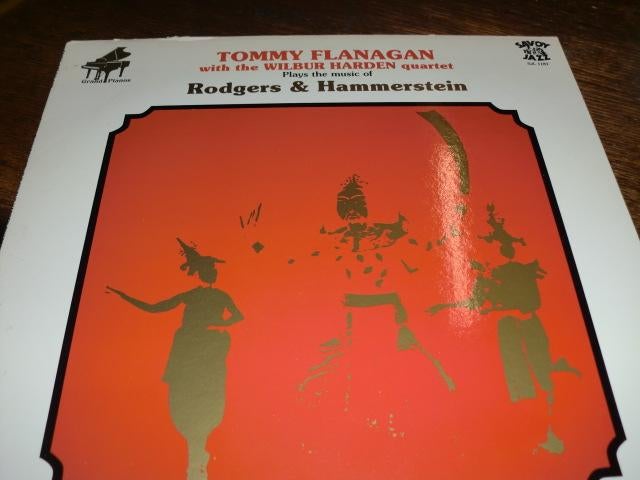 TOMMY FLANAGAN
with the WILBUR HARDEN quartet
Plays the music of
Rodgers & Hammerstein
Grand Pianos
SAVOY
JAZZ